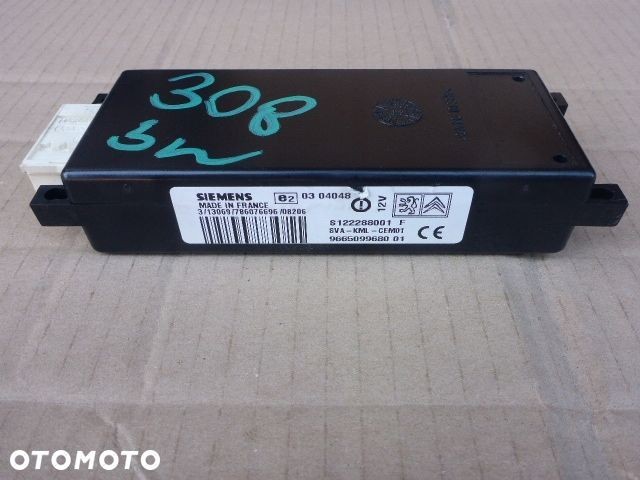 308
SW
SIEMENS
MADE IN FRANCE
e2 03 04048
12V
3/13069/786076696/08206
S122288001 F
SVA-KML-CEM01
9665099680 01
CE
OTOMOTO